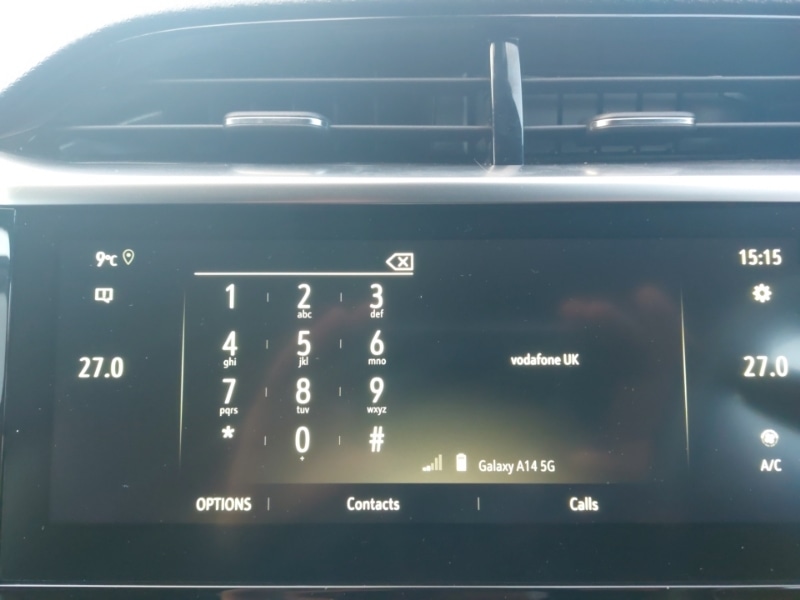 9°C
15:15
1 2 3
abc def
4 5 6
ghi jkl mno
27.0
vodafone UK
27.0
7 8 9
pqrs tuv wxyz
* 0 #
+
Galaxy A14 5G
A/C
OPTIONS Contacts Calls